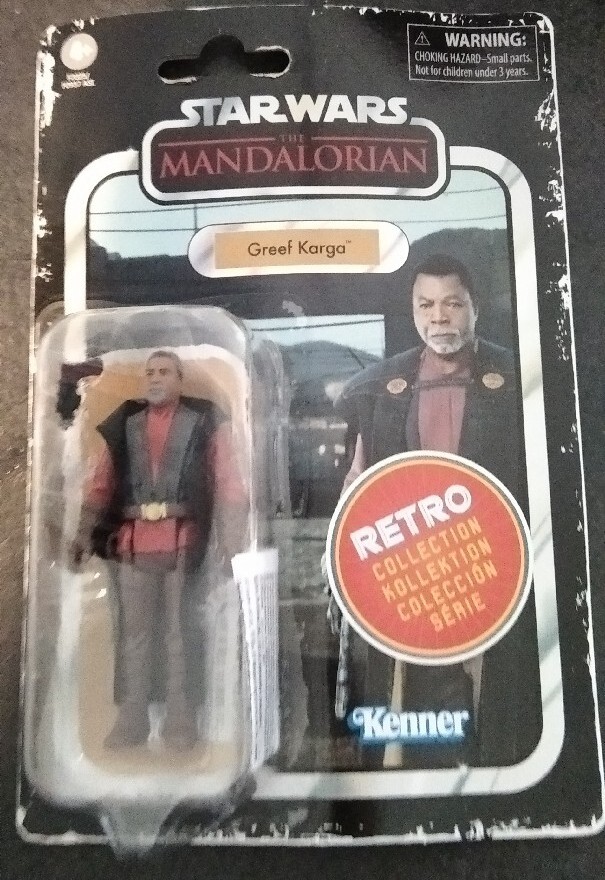 4+
WARNING:
CHOKING HAZARD–Small parts.
Not for children under 3 years.
STAR WARS
THE
MANDALORIAN
Greef Karga™
RETRO
COLLECTION
KOLLEKTION
COLECCIÓN
SÉRIE
Kenner